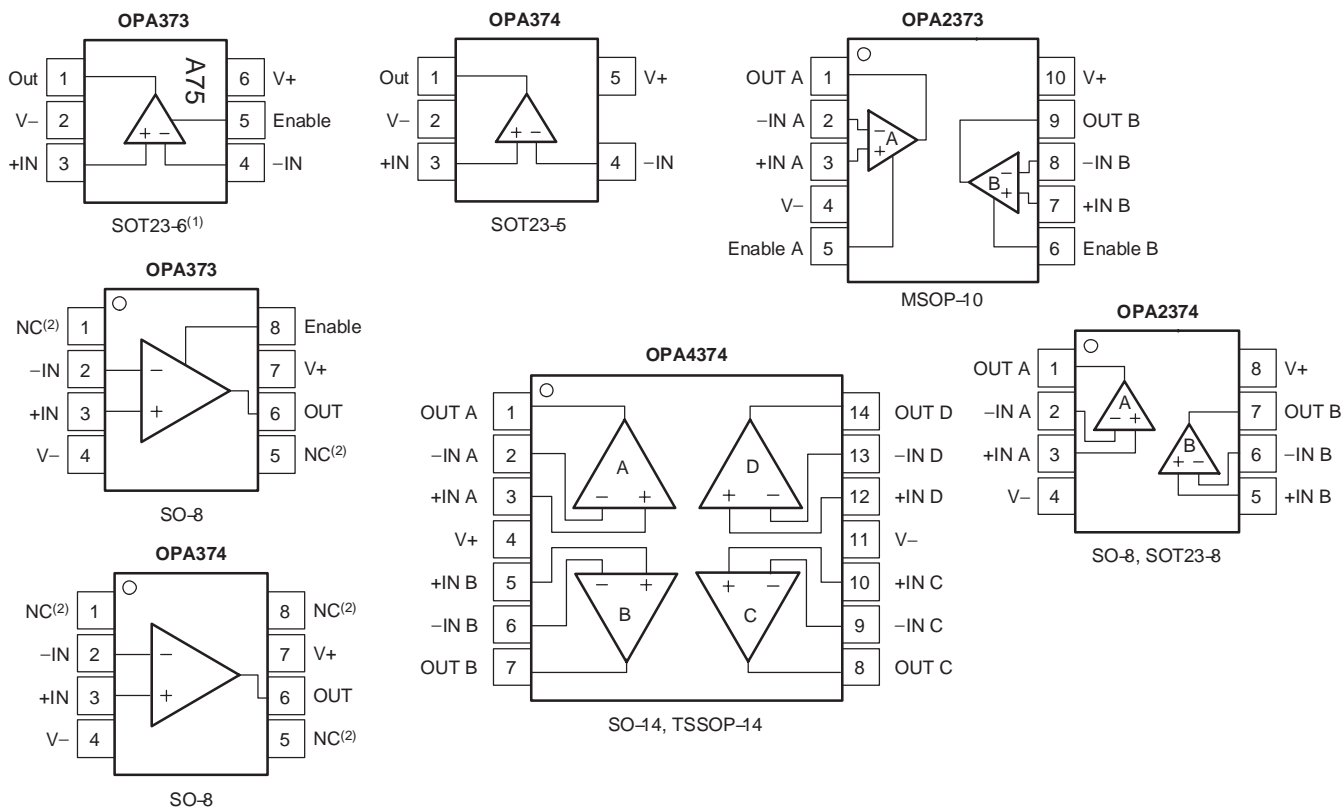 OPA373
Out 1
V– 2
+IN 3
A75
6 V+
5 Enable
4 –IN
+ –
SOT23-6(1)
OPA374
Out 1
V– 2
+IN 3
5 V+
4 –IN
+ –
SOT23-5
OPA2373
OUT A 1
–IN A 2
+IN A 3
V– 4
Enable A 5
10 V+
9 OUT B
8 –IN B
7 +IN B
6 Enable B
– + A
B – +
MSOP-10
OPA373
NC(2) 1
–IN 2
+IN 3
V– 4
8 Enable
7 V+
6 OUT
5 NC(2)
–
+
SO-8
OPA4374
OUT A 1
–IN A 2
+IN A 3
V+ 4
+IN B 5
–IN B 6
OUT B 7
14 OUT D
13 –IN D
12 +IN D
11 V–
10 +IN C
9 –IN C
8 OUT C
A
– +
D
+ –
– +
B
+ –
C
SO-14, TSSOP-14
OPA2374
OUT A 1
–IN A 2
+IN A 3
V– 4
8 V+
7 OUT B
6 –IN B
5 +IN B
A
– +
B
+ –
SO-8, SOT23-8
OPA374
NC(2) 1
–IN 2
+IN 3
V– 4
8 NC(2)
7 V+
6 OUT
5 NC(2)
–
+
SO-8